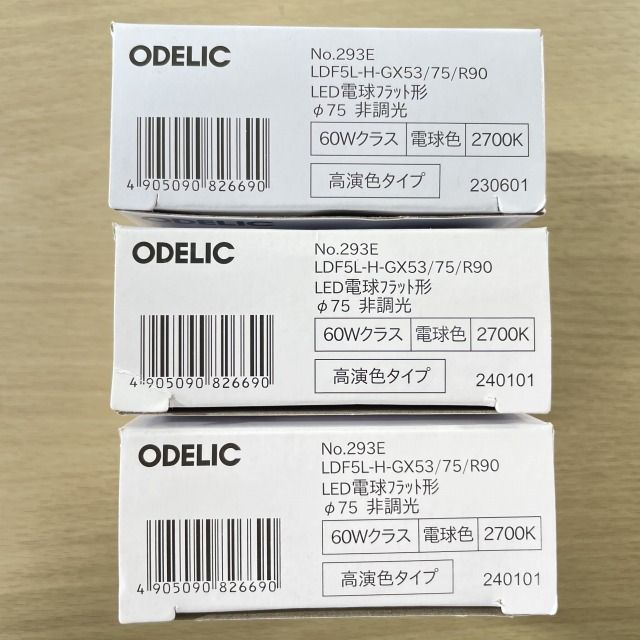 ODELIC
No.293E
LDF5L-H-GX53/75/R90
LED電球フラット形
φ75 非調光
60Wクラス 電球色 2700K
高演色タイプ
4 905090 826690
230601
ODELIC
ODELIC
No.293E
LDF5L-H-GX53/75/R90
LED電球フラット形
φ75 非調光
60Wクラス 電球色 2700K
高演色タイプ
4 905090 826690
240101
ODELIC
No.293E
LDF5L-H-GX53/75/R90
LED電球フラット形
φ75 非調光
60Wクラス 電球色 2700K
高演色タイプ
4 905090 826690
240101